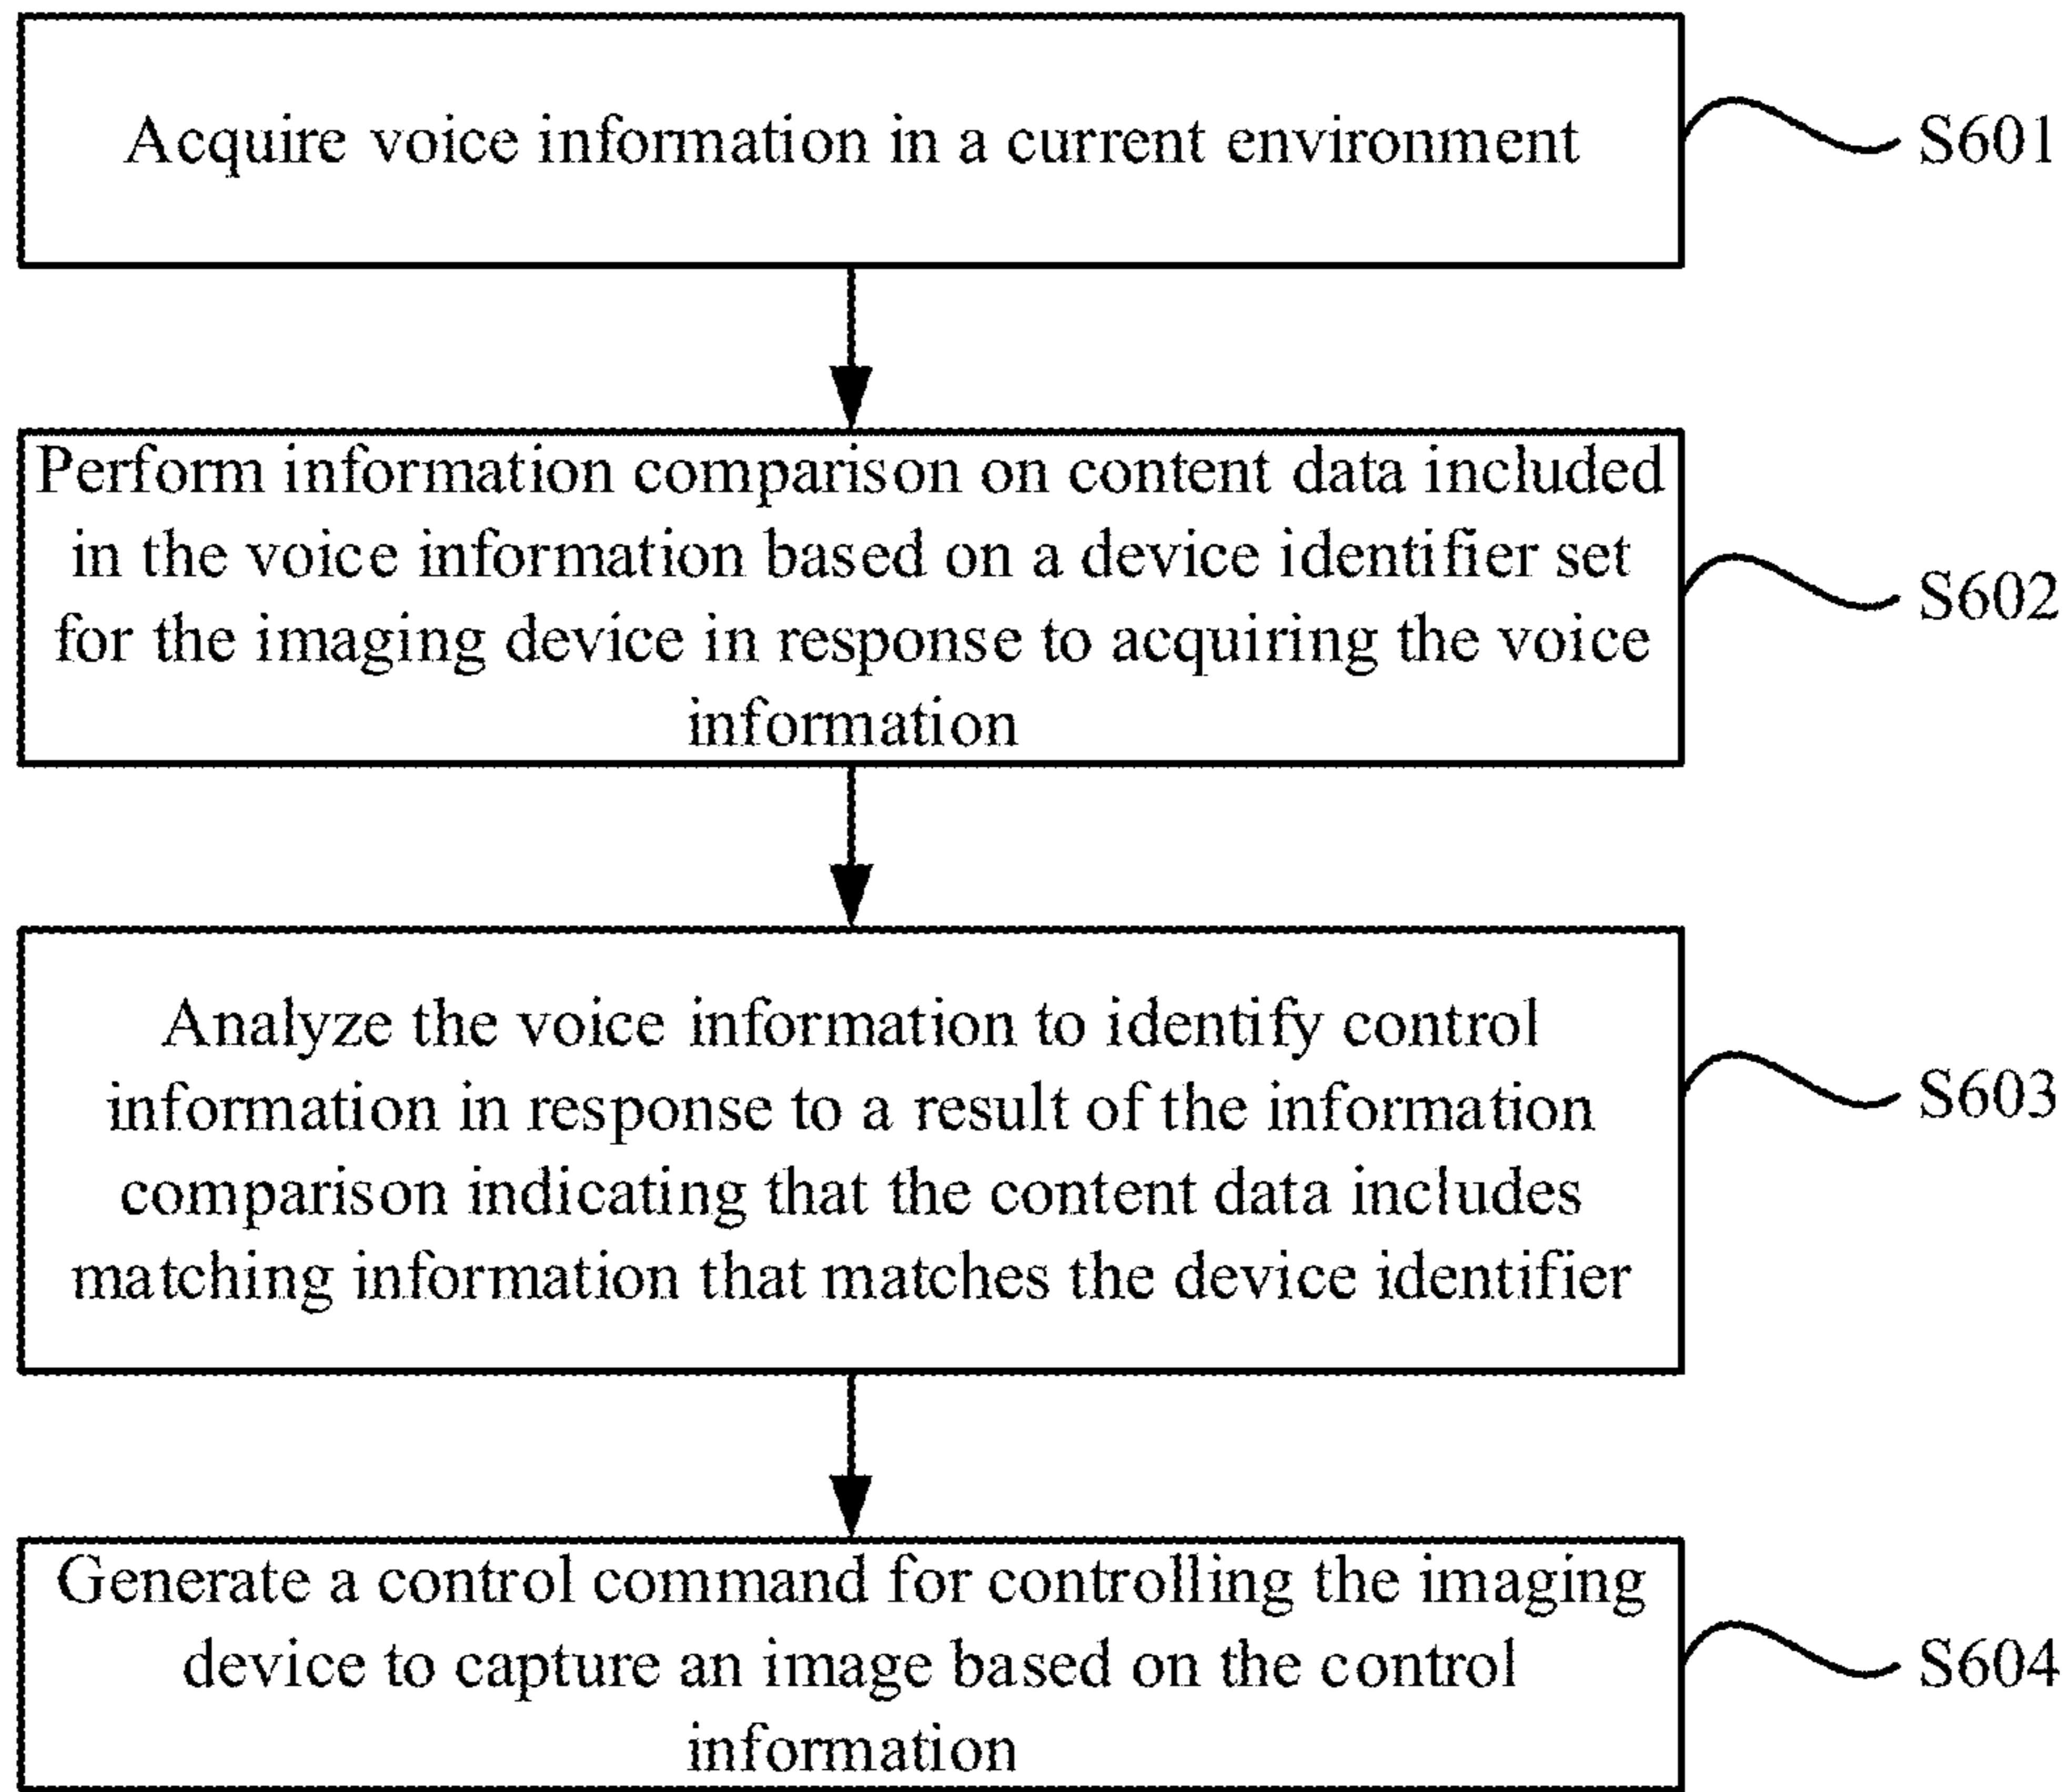 Acquire voice information in a current environment
S601
Perform information comparison on content data included
in the voice information based on a device identifier set
for the imaging device in response to acquiring the voice
information
S602
Analyze the voice information to identify control
information in response to a result of the information
comparison indicating that the content data includes
matching information that matches the device identifier
S603
Generate a control command for controlling the imaging
device to capture an image based on the control
information
S604